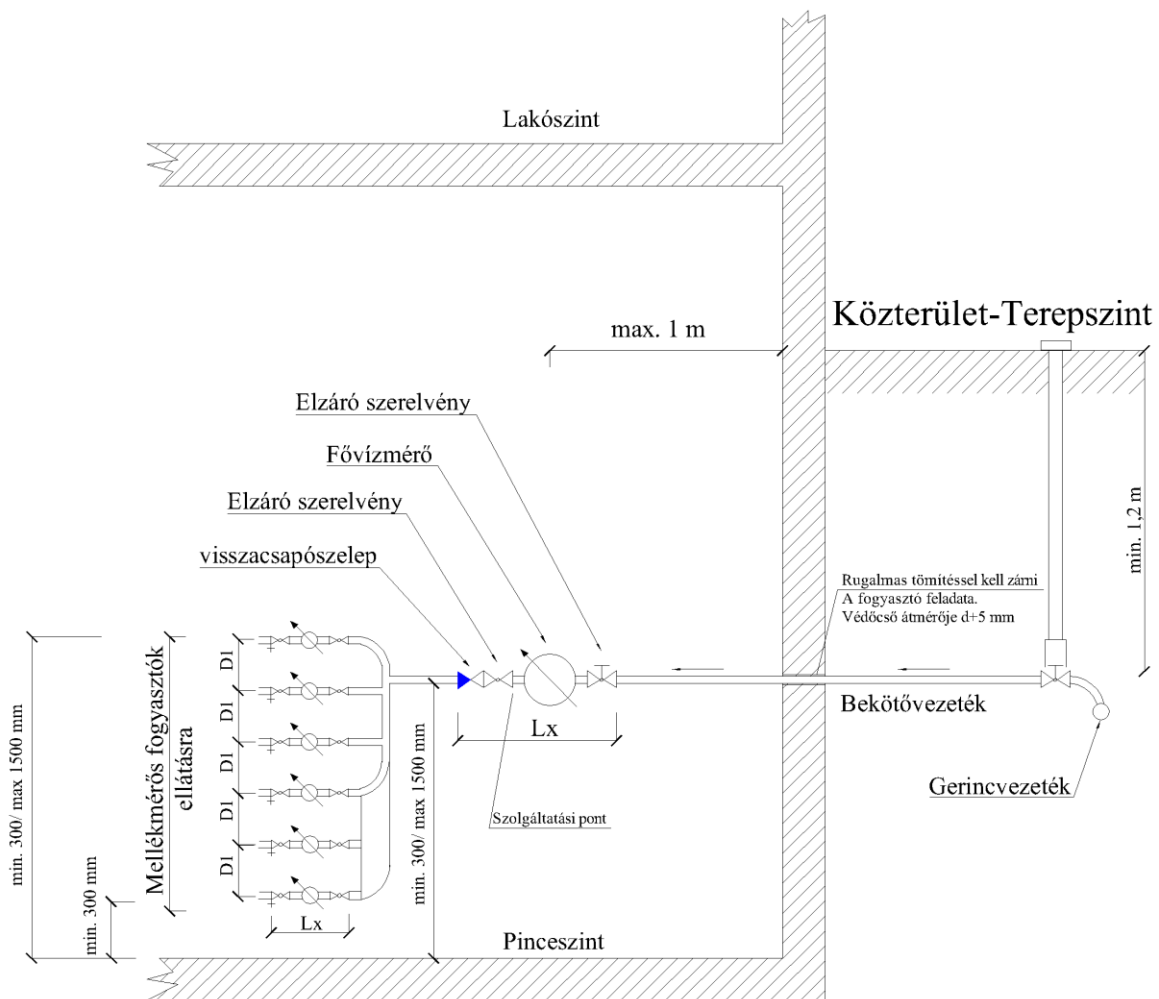 Lakószint
Közterület-Terepszint
max. 1 m
Elzáró szerelvény
Fővízmérő
Elzáró szerelvény
visszacsapószelep
min. 1,2 m
Rugalmas tömítéssel kell zárni
A fogyasztó feladata.
Védőcső átmérője d+5 mm
Bekötővezeték
Gerincvezeték
Lx
Szolgáltatási pont
min. 300/ max 1500 mm
min. 300/ max 1500 mm
min. 300 mm
Mellékmérős fogyasztók
ellátásra
D1
D1
D1
D1
D1
Lx
Pinceszint